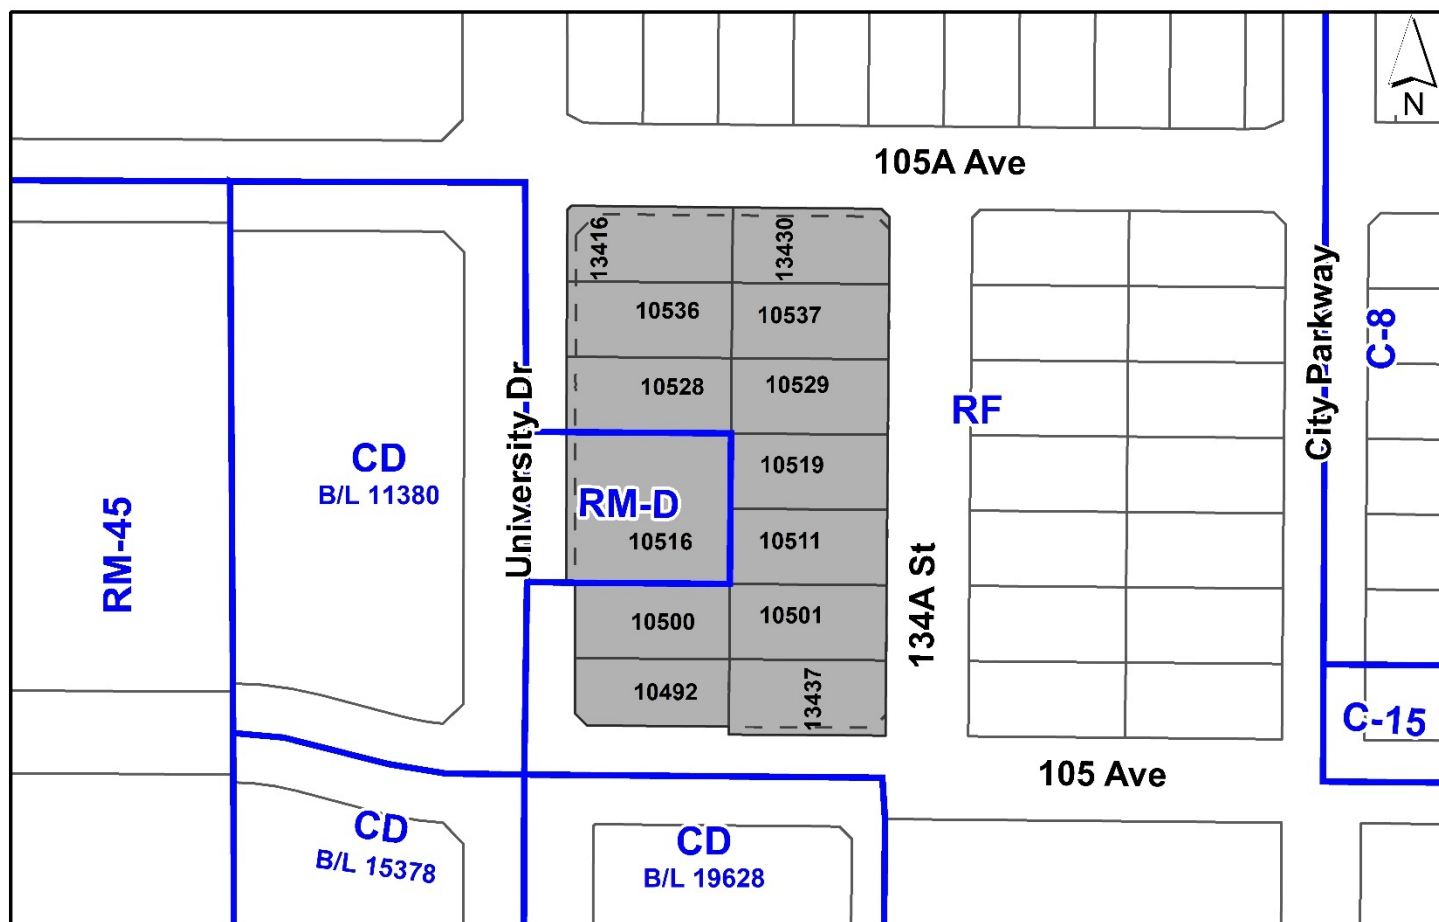 N
105A Ave
13416
13430
10536
10537
10528
10529
University Dr
City Parkway
C-8
RF
CD
B/L 11380
10519
RM-D
RM-45
10516
10511
134A St
10500
10501
10492
13437
C-15
105 Ave
CD
B/L 15378
CD
B/L 19628